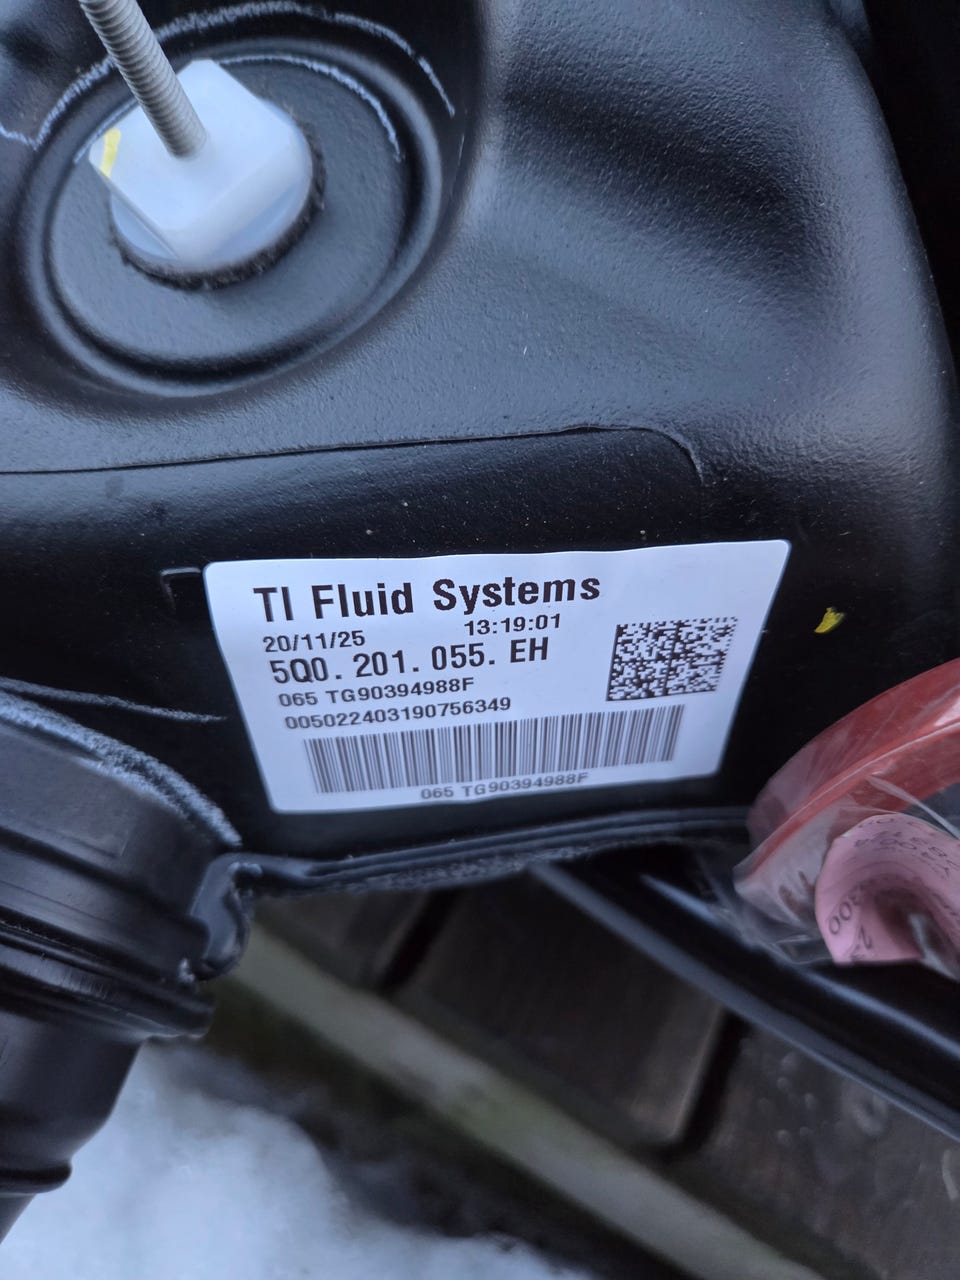 TI Fluid Systems
20/11/25 13:19:01
5Q0. 201. 055. EH
065 TG90394988F
005022403190756349
065 TG90394988F